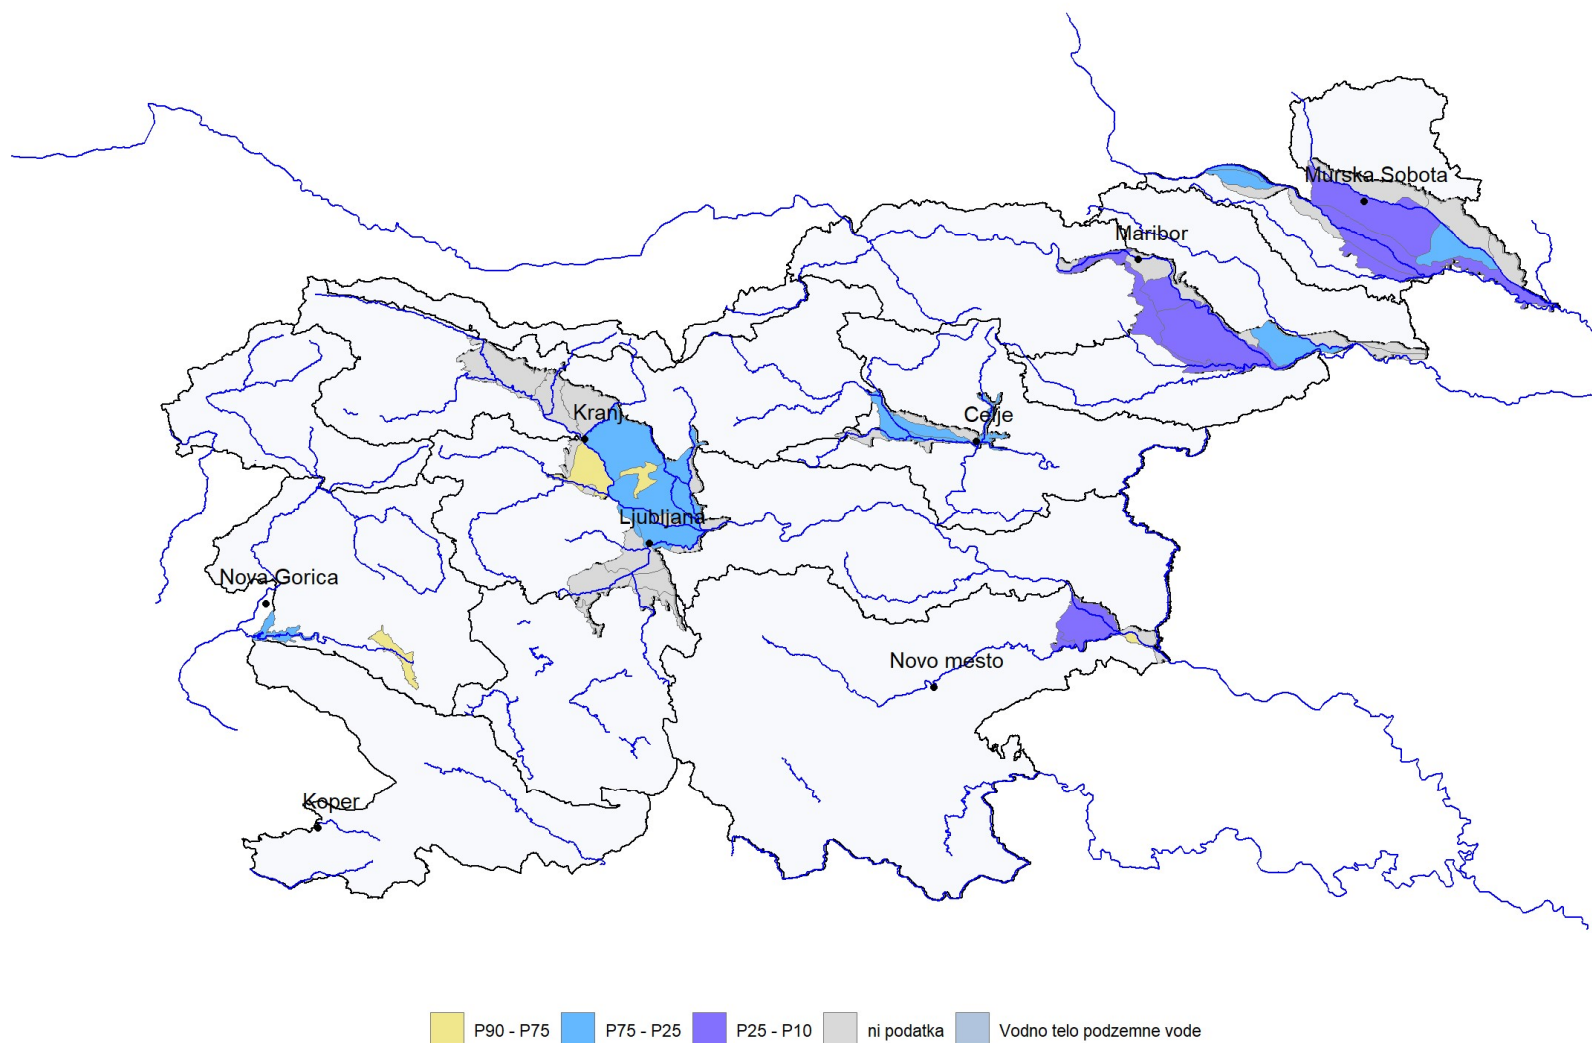 Murska Sobota
Maribor
Kranj
Celje
Ljubljana
Nova Gorica
Novo mesto
Koper
P90 - P75
P75 - P25
P25 - P10
ni podatka
Vodno telo podzemne vode